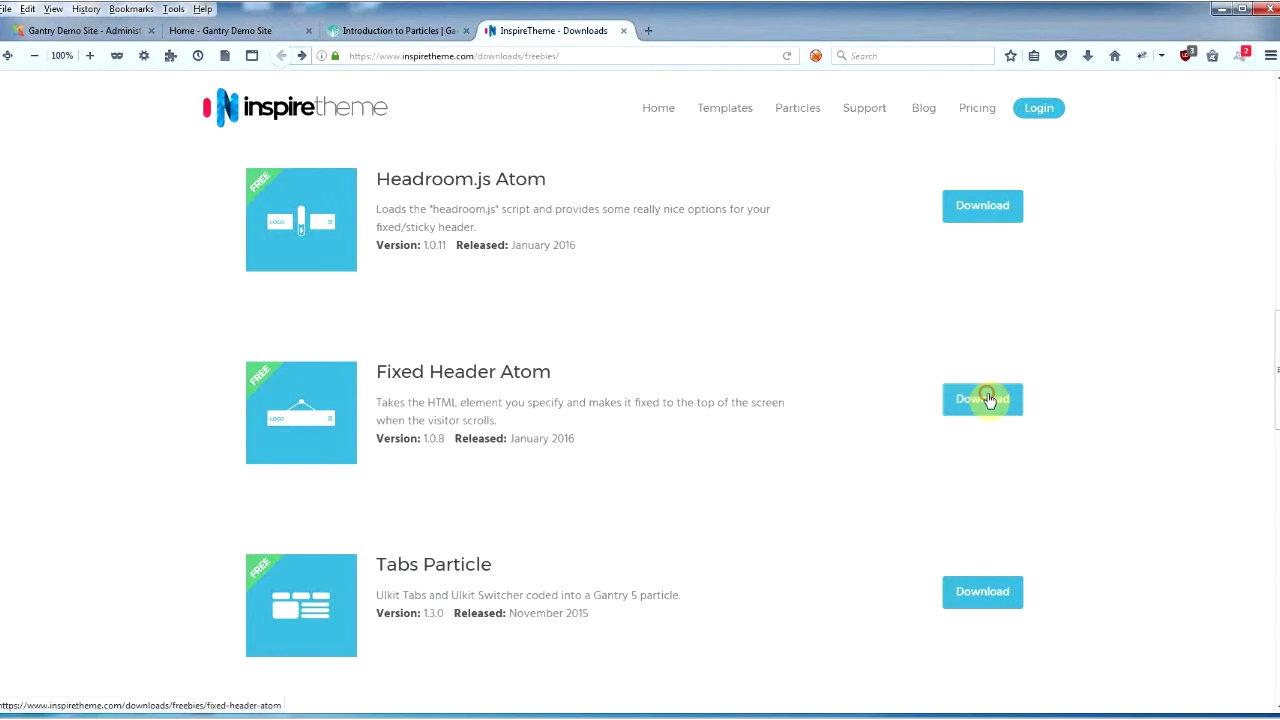 File Edit View History Bookmarks Tools Help
Gantry Demo Site - Administ
Home - Gantry Demo Site
Introduction to Particles | Ga
InspireTheme - Downloads
100%
https://www.inspiretheme.com/downloads/freebies/
Search
3
2
inspiretheme
Home Templates Particles Support Blog Pricing Login
FREE
LOGO
Headroom.js Atom
Loads the "headroom.js" script and provides some really nice options for your
fixed/sticky header.
Version: 1.0.11 Released: January 2016
Download
FREE
LOGO
Fixed Header Atom
Takes the HTML element you specify and makes it fixed to the top of the screen
when the visitor scrolls.
Version: 1.0.8 Released: January 2016
Download
FREE
Tabs Particle
UIkit Tabs and UIkit Switcher coded into a Gantry 5 particle.
Version: 1.3.0 Released: November 2015
Download
https://www.inspiretheme.com/downloads/freebies/fixed-header-atom